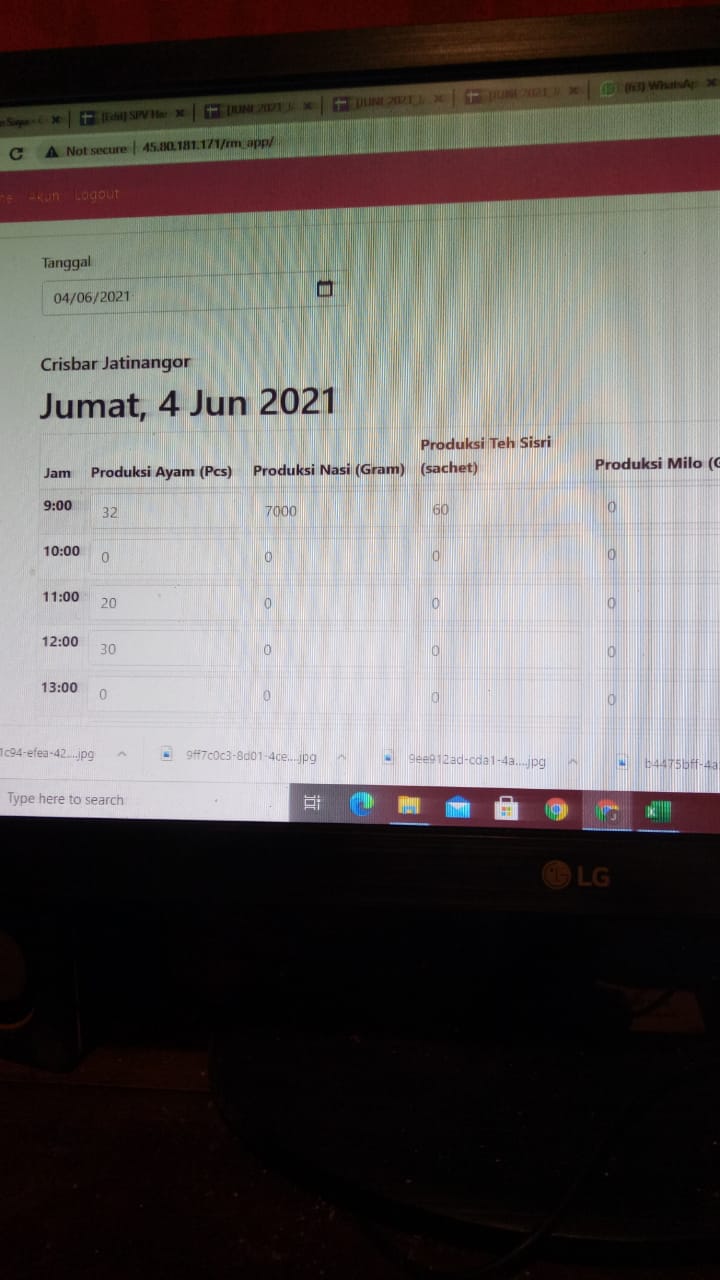 [Edit] SPV Har
JUNI 2021
JUNI 2021
JUNI 2021
(63) WhatsAp
Not secure | 45.80.181.171/rm_app/
Akun Logout
Tanggal
04/06/2021
Crisbar Jatinangor
Jumat, 4 Jun 2021
Jam Produksi Ayam (Pcs) Produksi Nasi (Gram) Produksi Teh Sisri (sachet) Produksi Milo (G
9:00 32 7000 60 0
10:00 0 0 0 0
11:00 20 0 0 0
12:00 30 0 0 0
13:00 0 0 0 0
1c94-efea-42....jpg 9ff7c0c3-8d01-4ce....jpg 9ee912ad-cda1-4a....jpg b4475bff-4a
Type here to search
LG